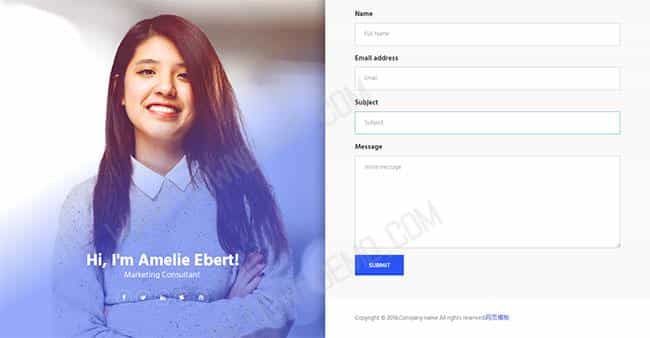 Hi, I'm Amelie Ebert!
Marketing Consultant
Name
Full Name
Email address
Email
Subject
Subject
Message
Write message
SUBMIT
Copyright © 2016.Company name All rights reserved.网页模板